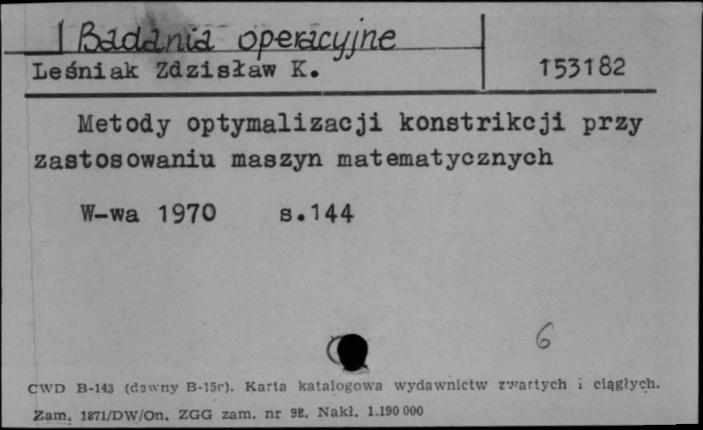 Badania operacyjne
Leśniak Zdzisław K.
153182
Metody optymalizacji konstrikcji przy
zastosowaniu maszyn matematycznych
W-wa 1970 s.144
6
CWD B-143 (dawny B-15c). Karta katalogowa wydawnictw zwartych i ciągłych.
Zam. 1871/DW/On. ZGG zam. nr 92. Nakł. 1.190 000